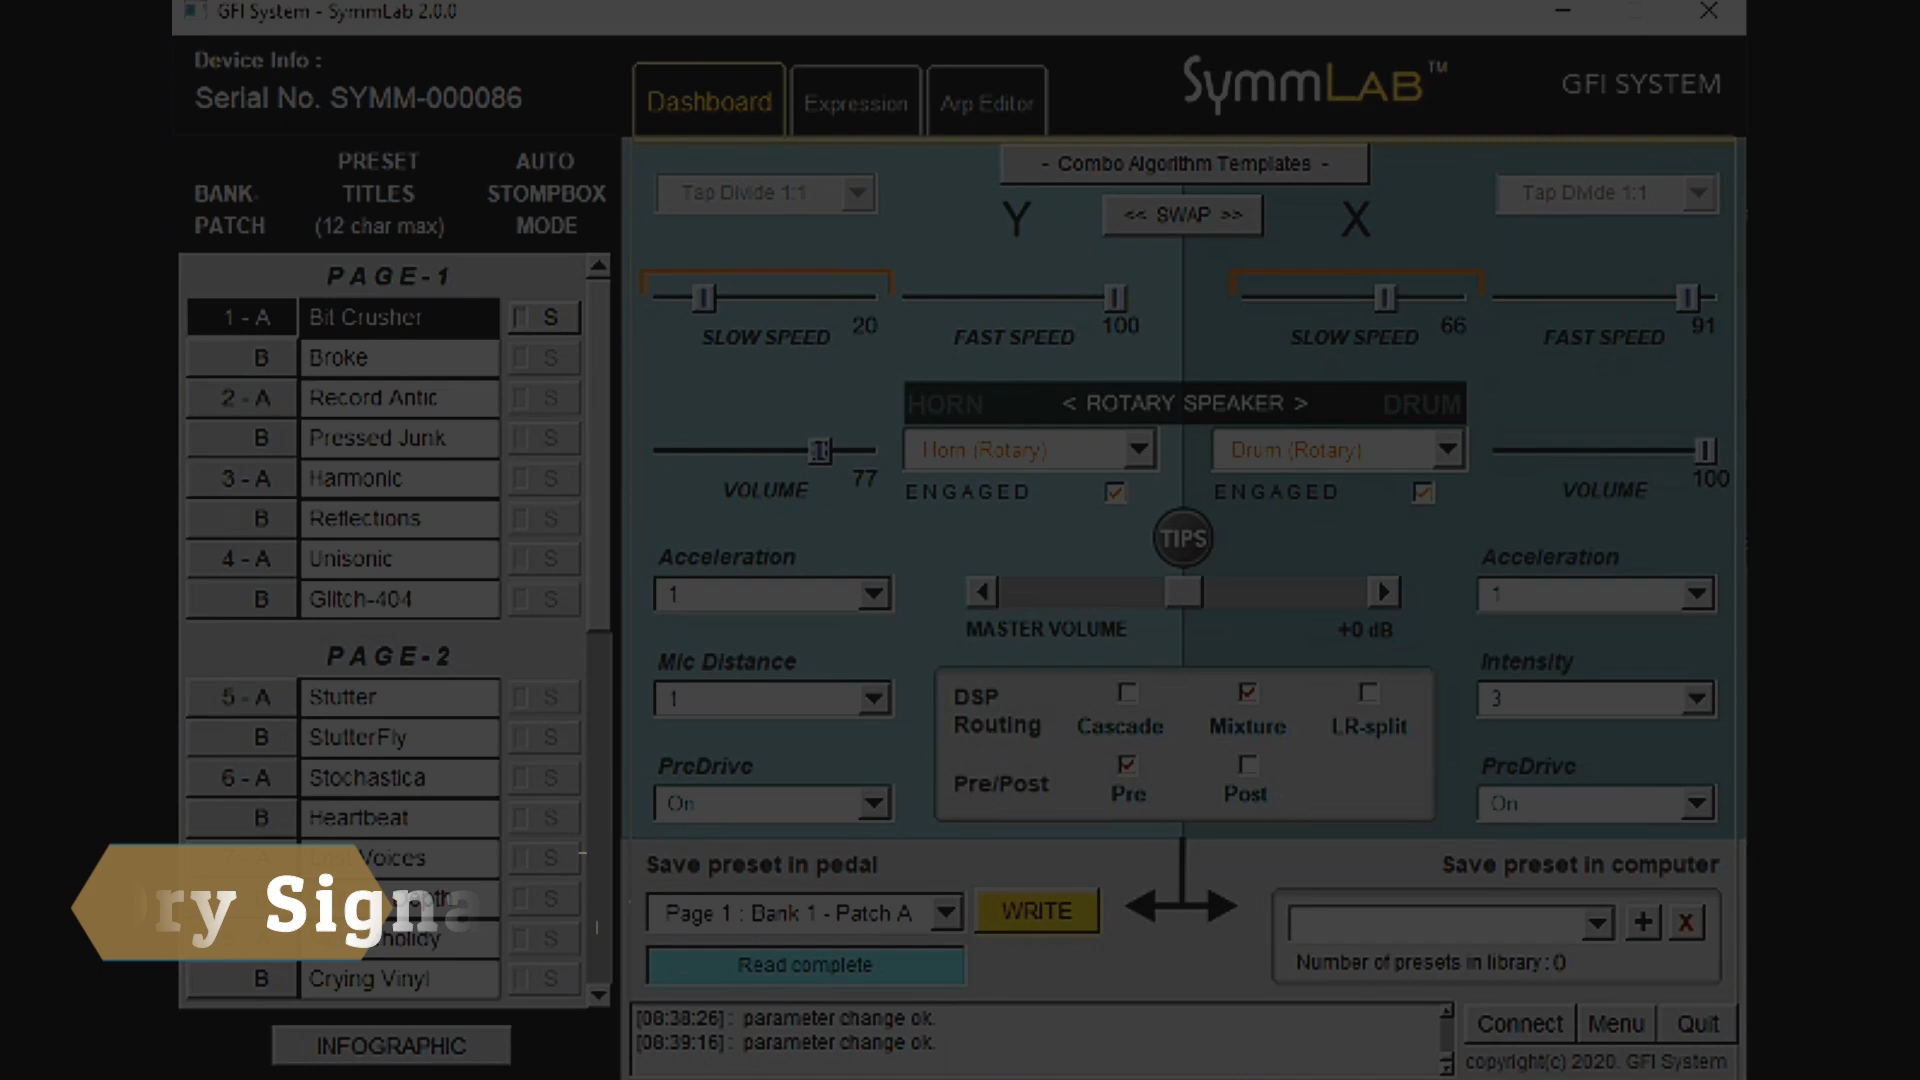 GFI System - SymmLab 2.0.0
Device Info :
Serial No. SYMM-000086
Dashboard
Expression
Arp Editor
SymmLAB™
GFI SYSTEM
BANK-
PATCH
PRESET
TITLES
(12 char max)
AUTO
STOMPBOX
MODE
PAGE-1
1 - A Bit Crusher S
B Broke S
2 - A Record Antic S
B Pressed Junk S
3 - A Harmonic S
B Reflections S
4 - A Unisonic S
B Glitch-404 S
PAGE-2
5 - A Stutter S
B StutterFly S
6 - A Stochastica S
B Heartbeat S
Voices S
S
S
B Crying Vinyl S
INFOGRAPHIC
Signa
- Combo Algorithm Templates -
Tap Divide 1:1
Y
<< SWAP >>
X
Tap Divide 1:1
SLOW SPEED 20
FAST SPEED 100
SLOW SPEED 66
FAST SPEED 91
HORN < ROTARY SPEAKER > DRUM
Horn (Rotary)
Drum (Rotary)
VOLUME 77
ENGAGED
ENGAGED
VOLUME 100
TIPS
Acceleration
1
MASTER VOLUME +0 dB
Acceleration
1
Mic Distance
1
DSP
Routing
Cascade
Mixture
LR-split
Pre/Post
Pre
Post
Intensity
3
PreDrive
On
PreDrive
On
Save preset in pedal
Page 1 : Bank 1 - Patch A
WRITE
Read complete
Save preset in computer
+
X
Number of presets in library : 0
[08:38:26] : parameter change ok.
[08:39:16] : parameter change ok.
Connect
Menu
Quit
copyright(c) 2020. GFI System